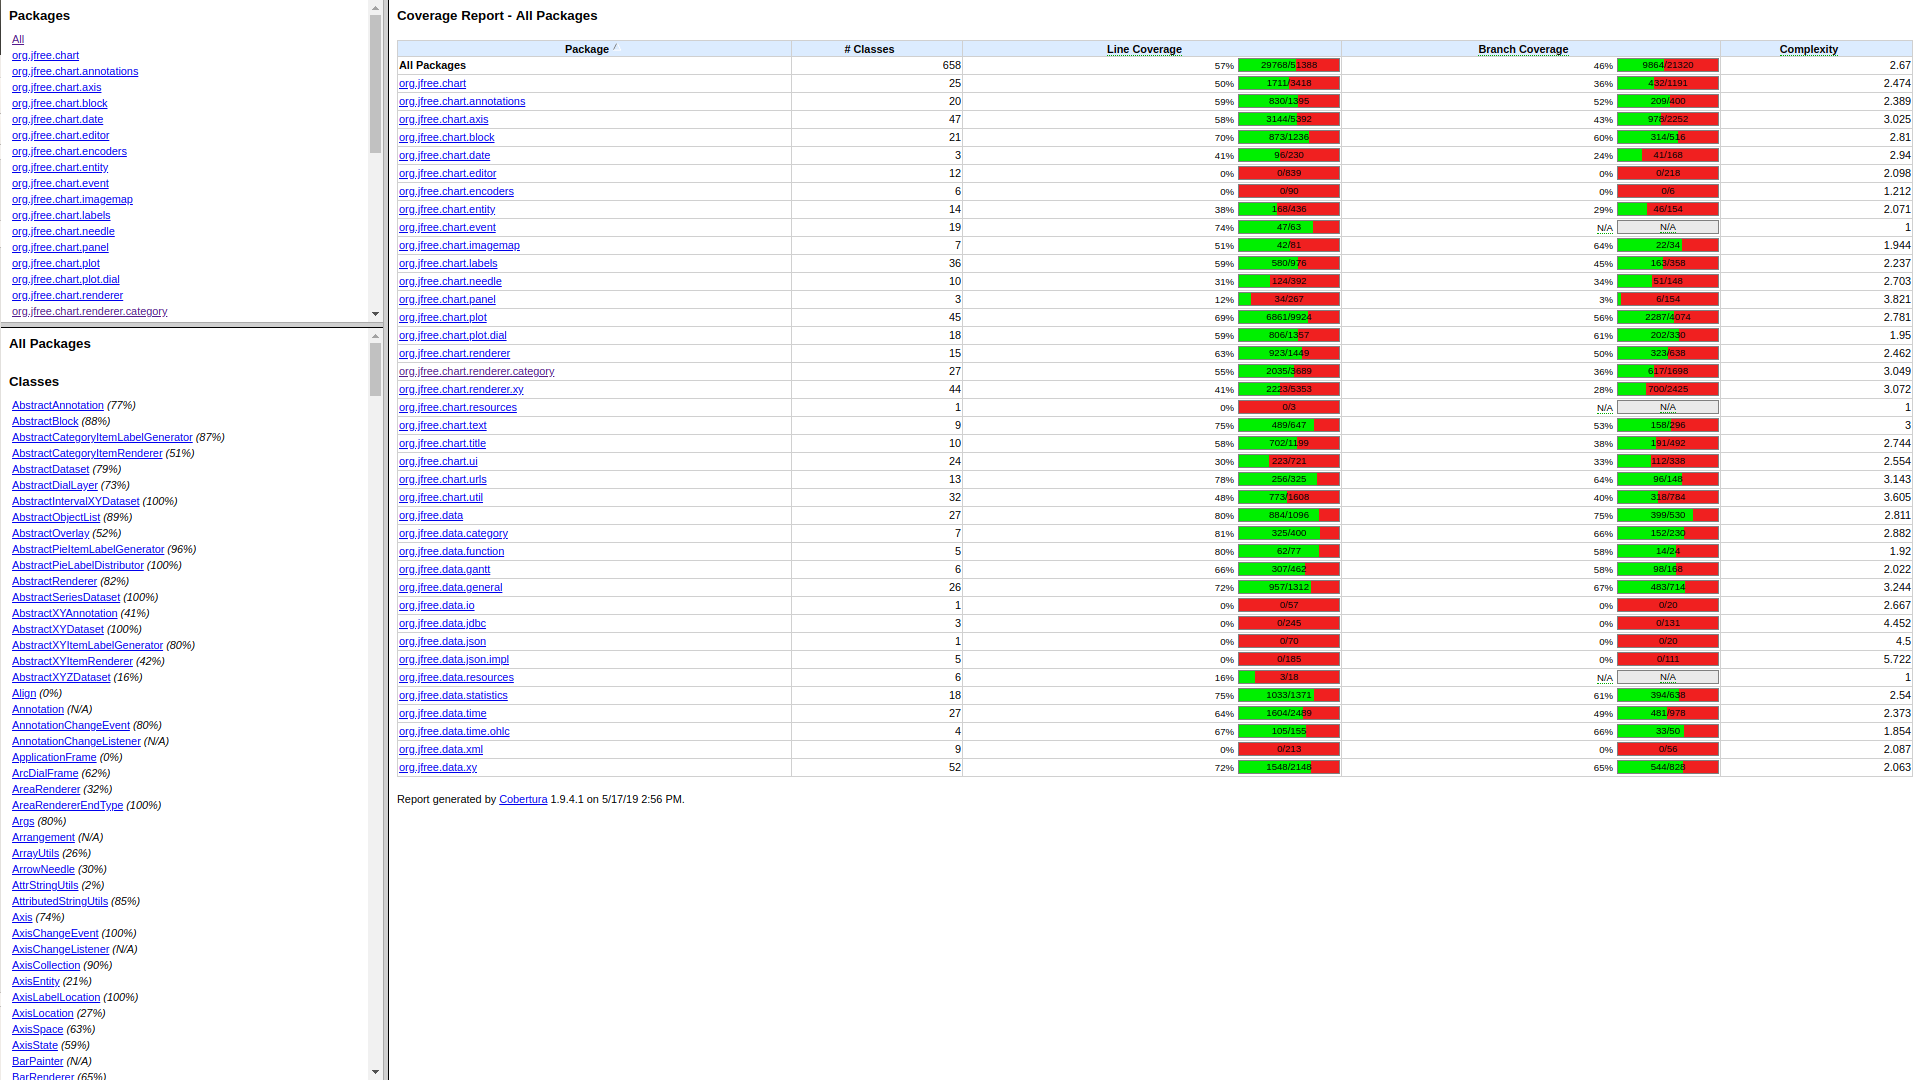 Packages
All
org.jfree.chart
org.jfree.chart.annotations
org.jfree.chart.axis
org.jfree.chart.block
org.jfree.chart.date
org.jfree.chart.editor
org.jfree.chart.encoders
org.jfree.chart.entity
org.jfree.chart.event
org.jfree.chart.imagemap
org.jfree.chart.labels
org.jfree.chart.needle
org.jfree.chart.panel
org.jfree.chart.plot
org.jfree.chart.plot.dial
org.jfree.chart.renderer
org.jfree.chart.renderer.category
All Packages
Classes
AbstractAnnotation (77%)
AbstractBlock (88%)
AbstractCategoryItemLabelGenerator (87%)
AbstractCategoryItemRenderer (51%)
AbstractDataset (79%)
AbstractDialLayer (73%)
AbstractIntervalXYDataset (100%)
AbstractObjectList (89%)
AbstractOverlay (52%)
AbstractPieItemLabelGenerator (96%)
AbstractPieLabelDistributor (100%)
AbstractRenderer (82%)
AbstractSeriesDataset (100%)
AbstractXYAnnotation (41%)
AbstractXYDataset (100%)
AbstractXYItemLabelGenerator (80%)
AbstractXYItemRenderer (42%)
AbstractXYZDataset (16%)
Align (0%)
Annotation (N/A)
AnnotationChangeEvent (80%)
AnnotationChangeListener (N/A)
ApplicationFrame (0%)
ArcDialFrame (62%)
AreaRenderer (32%)
AreaRendererEndType (100%)
Args (80%)
Arrangement (N/A)
ArrayUtils (26%)
ArrowNeedle (30%)
AttrStringUtils (2%)
AttributedStringUtils (85%)
Axis (74%)
AxisChangeEvent (100%)
AxisChangeListener (N/A)
AxisCollection (90%)
AxisEntity (21%)
AxisLabelLocation (100%)
AxisLocation (27%)
AxisSpace (63%)
AxisState (59%)
BarPainter (N/A)
BarRenderer (65%)
Coverage Report - All Packages
Package # Classes Line Coverage Branch Coverage Complexity
All Packages 658 57% 29768/51388 46% 9864/21320 2.67
org.jfree.chart 25 50% 1711/3418 36% 432/1191 2.474
org.jfree.chart.annotations 20 59% 830/1395 52% 209/400 2.389
org.jfree.chart.axis 47 58% 3144/5392 43% 978/2252 3.025
org.jfree.chart.block 21 70% 873/1236 60% 314/516 2.81
org.jfree.chart.date 3 41% 96/230 24% 41/168 2.94
org.jfree.chart.editor 12 0% 0/839 0% 0/218 2.098
org.jfree.chart.encoders 6 0% 0/90 0% 0/6 1.212
org.jfree.chart.entity 14 38% 168/436 29% 46/154 2.071
org.jfree.chart.event 19 74% 47/63 N/A N/A 1
org.jfree.chart.imagemap 7 51% 42/81 64% 22/34 1.944
org.jfree.chart.labels 36 59% 580/976 45% 163/358 2.237
org.jfree.chart.needle 10 31% 124/392 34% 51/148 2.703
org.jfree.chart.panel 3 12% 34/267 3% 6/154 3.821
org.jfree.chart.plot 45 69% 6861/9924 56% 2287/4074 2.781
org.jfree.chart.plot.dial 18 59% 806/1357 61% 202/330 1.95
org.jfree.chart.renderer 15 63% 923/1449 50% 323/638 2.462
org.jfree.chart.renderer.category 27 55% 2035/3689 36% 617/1698 3.049
org.jfree.chart.renderer.xy 44 41% 2223/5353 28% 700/2425 3.072
org.jfree.chart.resources 1 0% 0/3 N/A N/A 1
org.jfree.chart.text 9 75% 489/647 53% 158/296 3
org.jfree.chart.title 10 58% 702/1199 38% 191/492 2.744
org.jfree.chart.ui 24 30% 223/721 33% 112/338 2.554
org.jfree.chart.urls 13 78% 256/325 64% 96/148 3.143
org.jfree.chart.util 32 48% 773/1608 40% 318/784 3.605
org.jfree.data 27 80% 884/1096 75% 399/530 2.811
org.jfree.data.category 7 81% 325/400 66% 152/230 2.882
org.jfree.data.function 5 80% 62/77 58% 14/24 1.92
org.jfree.data.gantt 6 66% 307/462 58% 98/168 2.022
org.jfree.data.general 26 72% 957/1312 67% 483/714 3.244
org.jfree.data.io 1 0% 0/57 0% 0/20 2.667
org.jfree.data.jdbc 3 0% 0/245 0% 0/131 4.452
org.jfree.data.json 1 0% 0/70 0% 0/20 4.5
org.jfree.data.json.impl 5 0% 0/185 0% 0/111 5.722
org.jfree.data.resources 6 16% 3/18 N/A N/A 1
org.jfree.data.statistics 18 75% 1033/1371 61% 394/638 2.54
org.jfree.data.time 27 64% 1604/2489 49% 481/978 2.373
org.jfree.data.time.ohlc 4 67% 105/155 66% 33/50 1.854
org.jfree.data.xml 9 0% 0/213 0% 0/56 2.087
org.jfree.data.xy 52 72% 1548/2148 65% 544/828 2.063
Report generated by Cobertura 1.9.4.1 on 5/17/19 2:56 PM.